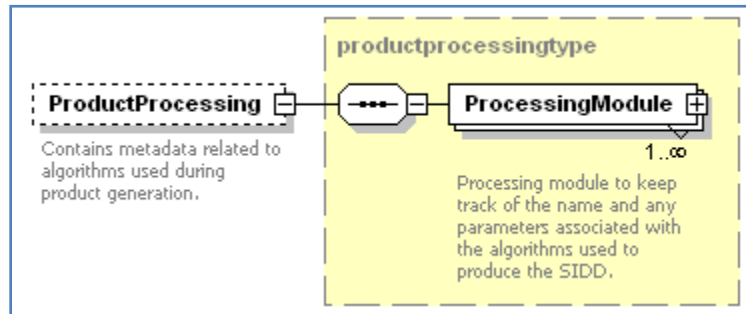 productprocessingtype
ProductProcessing
ProcessingModule
1..∞
Contains metadata related to
algorithms used during
product generation.
Processing module to keep
track of the name and any
parameters associated with
the algorithms used to
produce the SIDD.